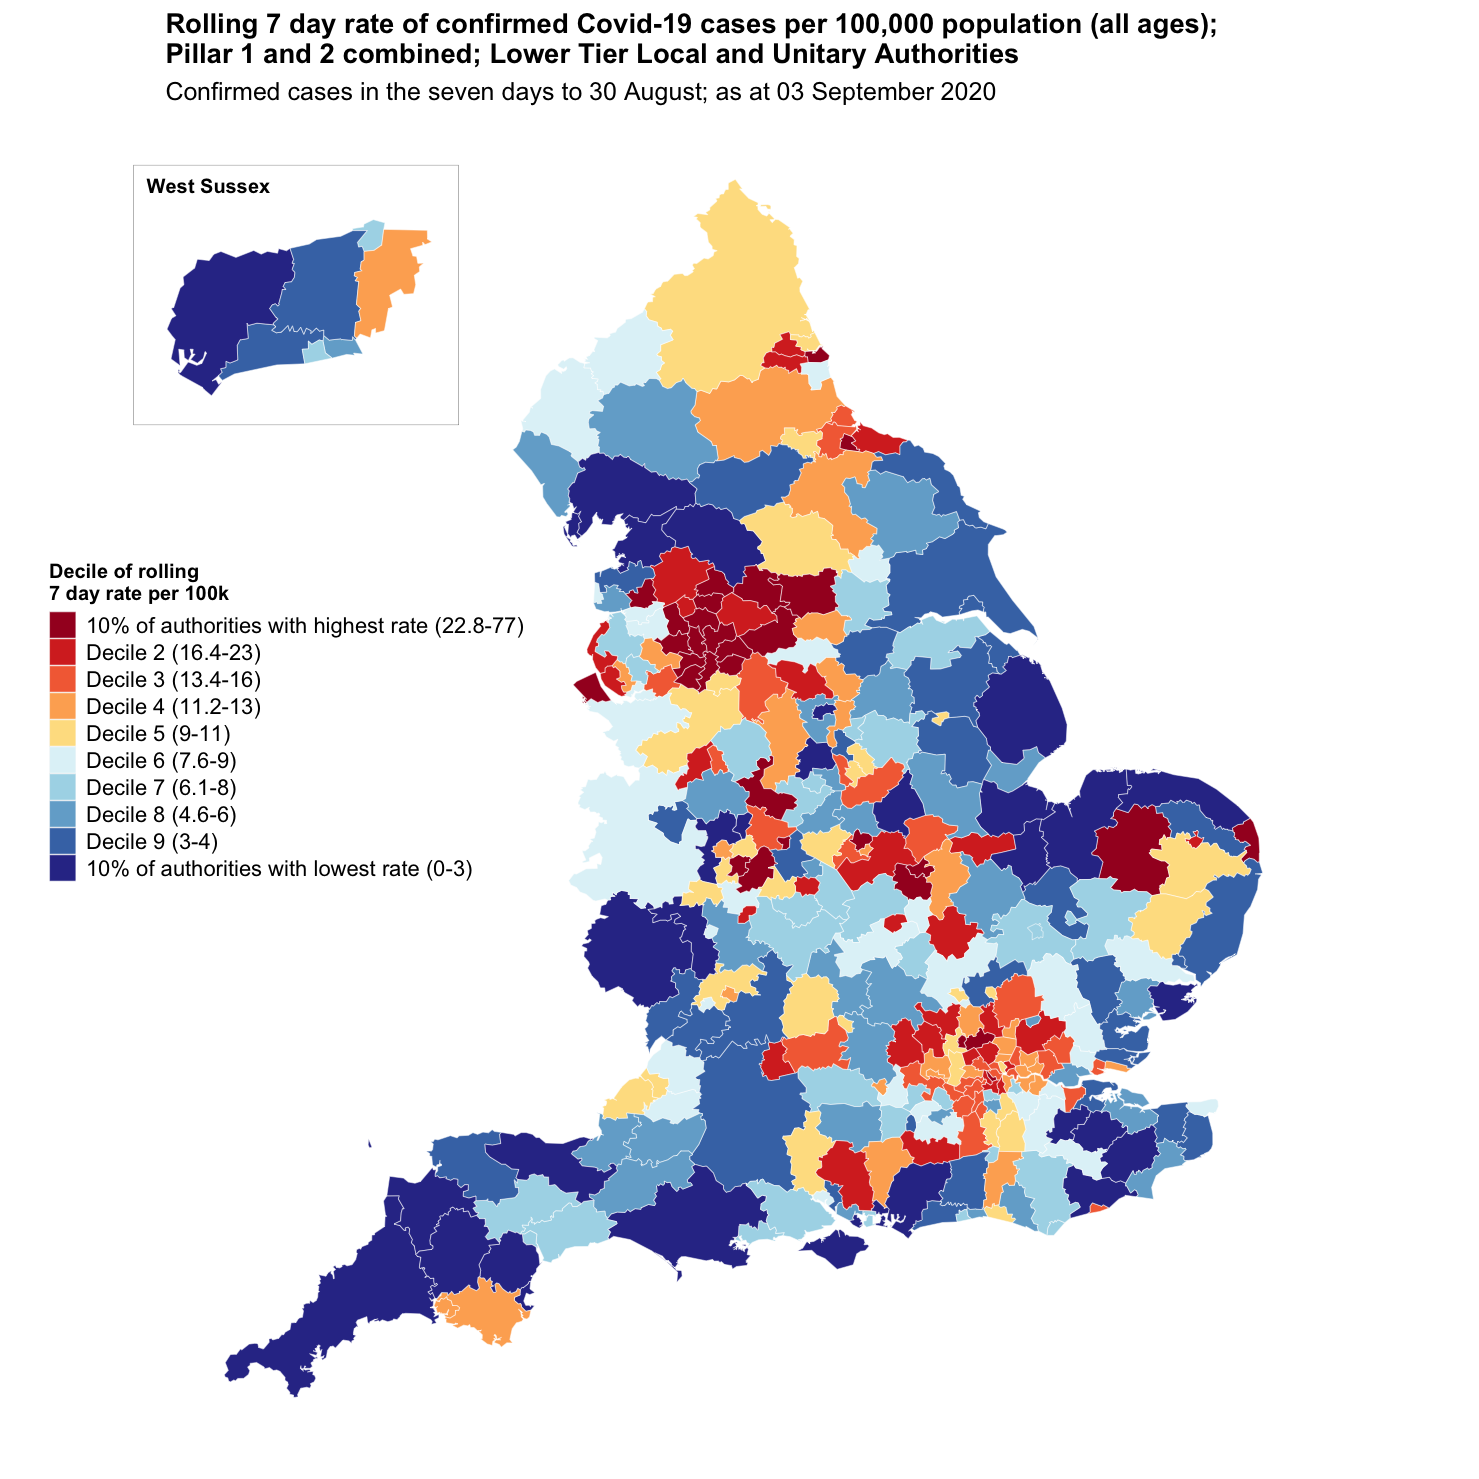 Rolling 7 day rate of confirmed Covid-19 cases per 100,000 population (all ages);
Pillar 1 and 2 combined; Lower Tier Local and Unitary Authorities
Confirmed cases in the seven days to 30 August; as at 03 September 2020
West Sussex
Decile of rolling
7 day rate per 100k
10% of authorities with highest rate (22.8-77)
Decile 2 (16.4-23)
Decile 3 (13.4-16)
Decile 4 (11.2-13)
Decile 5 (9-11)
Decile 6 (7.6-9)
Decile 7 (6.1-8)
Decile 8 (4.6-6)
Decile 9 (3-4)
10% of authorities with lowest rate (0-3)